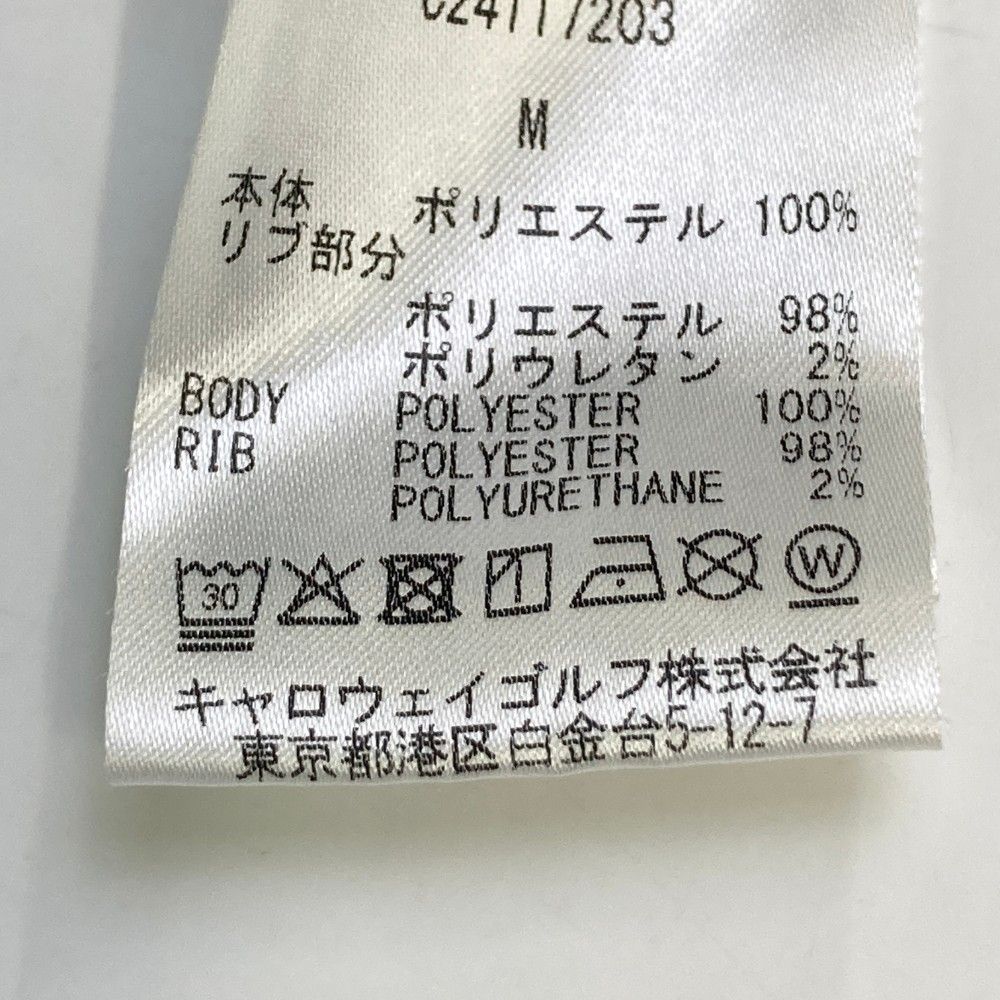 C24117203
M
本体 ポリエステル 100%
リブ部分
ポリエステル 98%
ポリウレタン 2%
BODY POLYESTER 100%
RIB POLYESTER 98%
POLYURETHANE 2%
30 W
キャロウェイゴルフ株式会社
東京都港区白金台5-12-7